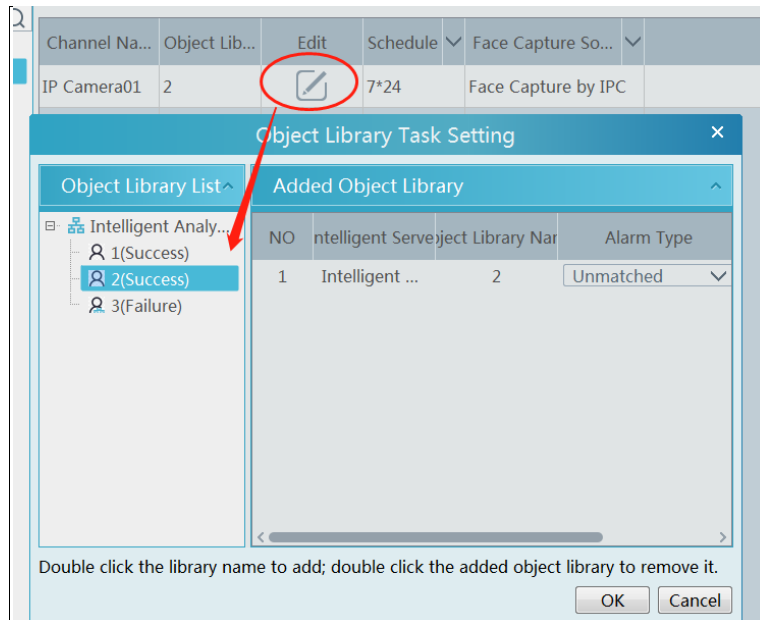 Channel Na... Object Lib... Edit Schedule Face Capture So...
IP Camera01 2 7*24 Face Capture by IPC
Object Library Task Setting
Object Library List Added Object Library
Intelligent Analy...
1(Success)
2(Success)
3(Failure)
NO ntelligent Serve bject Library Nar Alarm Type
1 Intelligent ... 2 Unmatched
Double click the library name to add; double click the added object library to remove it.
OK Cancel